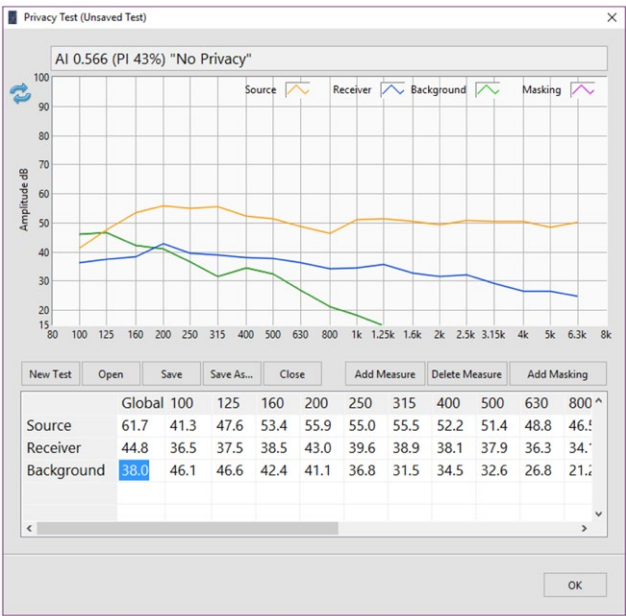 Privacy Test (Unsaved Test)
AI 0.566 (PI 43%) "No Privacy"
Source Receiver Background Masking
100
90
80
70
60
50
40
30
20
15
Amplitude dB
80 100 125 160 200 250 315 400 500 630 800 1k 1.25k 1.6k 2k 2.5k 3.15k 4k 5k 6.3k 8k
New Test Open Save Save As... Close Add Measure Delete Measure Add Masking
Global 100 125 160 200 250 315 400 500 630 800
Source 61.7 41.3 47.6 53.4 55.9 55.0 55.5 52.2 51.4 48.8 46.5
Receiver 44.8 36.5 37.5 38.5 43.0 39.6 38.9 38.1 37.9 36.3 34.1
Background 38.0 46.1 46.6 42.4 41.1 36.8 31.5 34.5 32.6 26.8 21.2
OK